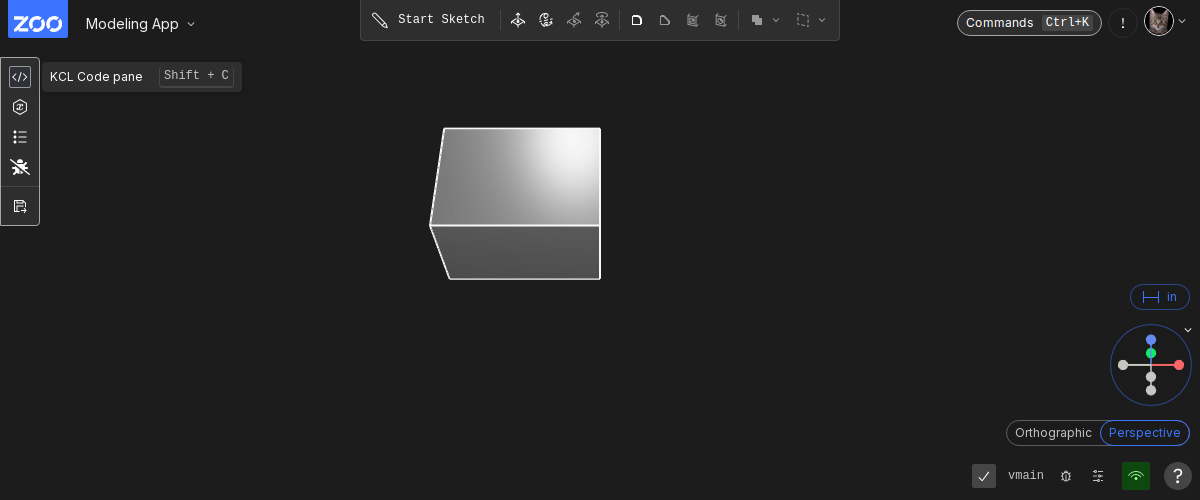 ZOO
Modeling App
Start Sketch
Commands Ctrl+K
!
KCL Code pane Shift + C
in
Orthographic Perspective
vmain
?